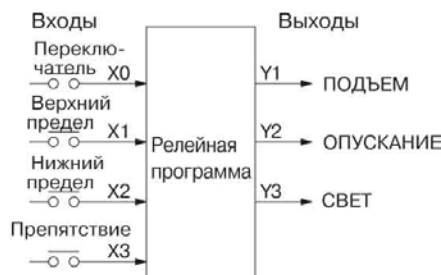 Входы
Выходы
Переклю-
чатель
X0
Y1
ПОДЪЕМ
Верхний
предел
X1
Релейная
программа
Y2
ОПУСКАНИЕ
Нижний
предел
X2
Y3
СВЕТ
Препятствие
X3